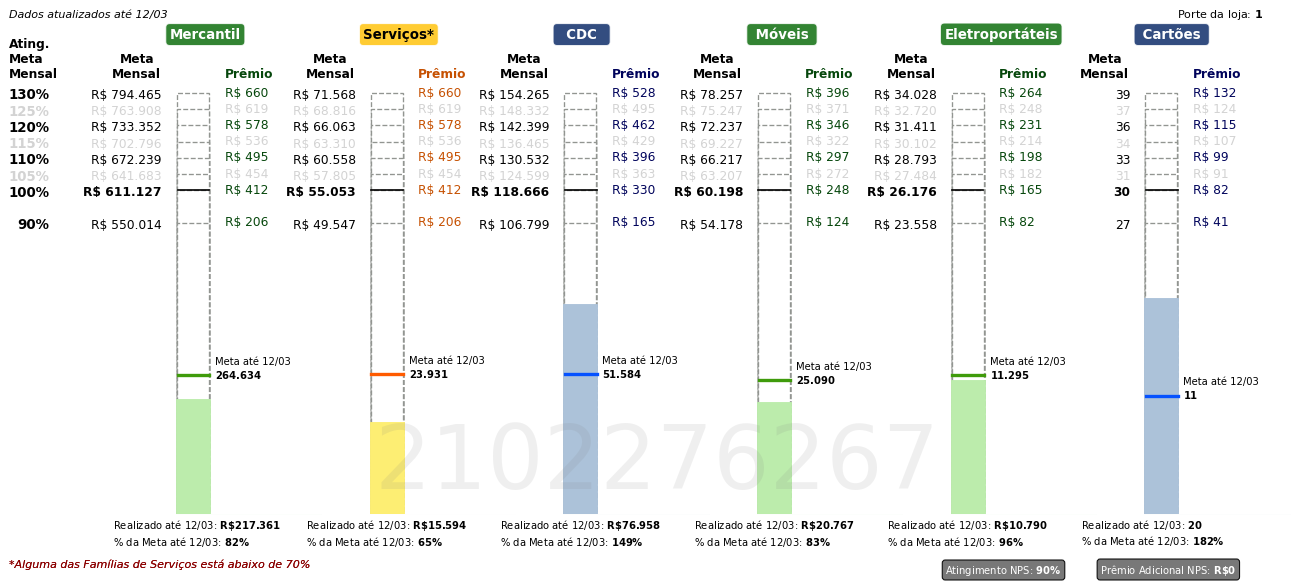 Dados atualizados até 12/03
Porte da loja: 1
Mercantil Serviços* CDC Móveis Eletroportáteis Cartões
Ating. Meta Mensal
Meta Mensal Prêmio Meta Mensal Prêmio Meta Mensal Prêmio Meta Mensal Prêmio Meta Mensal Prêmio Meta Mensal Prêmio
130% R$ 794.465 R$ 660 R$ 71.568 R$ 660 R$ 154.265 R$ 528 R$ 78.257 R$ 396 R$ 34.028 R$ 264 39 R$ 132
125% R$ 763.908 R$ 619 R$ 68.816 R$ 619 R$ 148.332 R$ 495 R$ 75.247 R$ 371 R$ 32.720 R$ 248 37 R$ 124
120% R$ 733.352 R$ 578 R$ 66.063 R$ 578 R$ 142.399 R$ 462 R$ 72.237 R$ 346 R$ 31.411 R$ 231 36 R$ 115
115% R$ 702.796 R$ 536 R$ 63.310 R$ 536 R$ 136.465 R$ 429 R$ 69.227 R$ 322 R$ 30.102 R$ 214 34 R$ 107
110% R$ 672.239 R$ 495 R$ 60.558 R$ 495 R$ 130.532 R$ 396 R$ 66.217 R$ 297 R$ 28.793 R$ 198 33 R$ 99
105% R$ 641.683 R$ 454 R$ 57.805 R$ 454 R$ 124.599 R$ 363 R$ 63.207 R$ 272 R$ 27.484 R$ 182 31 R$ 91
100% R$ 611.127 R$ 412 R$ 55.053 R$ 412 R$ 118.666 R$ 330 R$ 60.198 R$ 248 R$ 26.176 R$ 165 30 R$ 82
90% R$ 550.014 R$ 206 R$ 49.547 R$ 206 R$ 106.799 R$ 165 R$ 54.178 R$ 124 R$ 23.558 R$ 82 27 R$ 41
Meta até 12/03 Meta até 12/03 Meta até 12/03 Meta até 12/03 Meta até 12/03 Meta até 12/03
264.634 23.931 51.584 25.090 11.295 11
2102276267
Realizado até 12/03: R$217.361 Realizado até 12/03: R$15.594 Realizado até 12/03: R$76.958 Realizado até 12/03: R$20.767 Realizado até 12/03: R$10.790 Realizado até 12/03: 20
% da Meta até 12/03: 82% % da Meta até 12/03: 65% % da Meta até 12/03: 149% % da Meta até 12/03: 83% % da Meta até 12/03: 96% % da Meta até 12/03: 182%
*Alguma das Famílias de Serviços está abaixo de 70%
Atingimento NPS: 90% Prêmio Adicional NPS: R$0